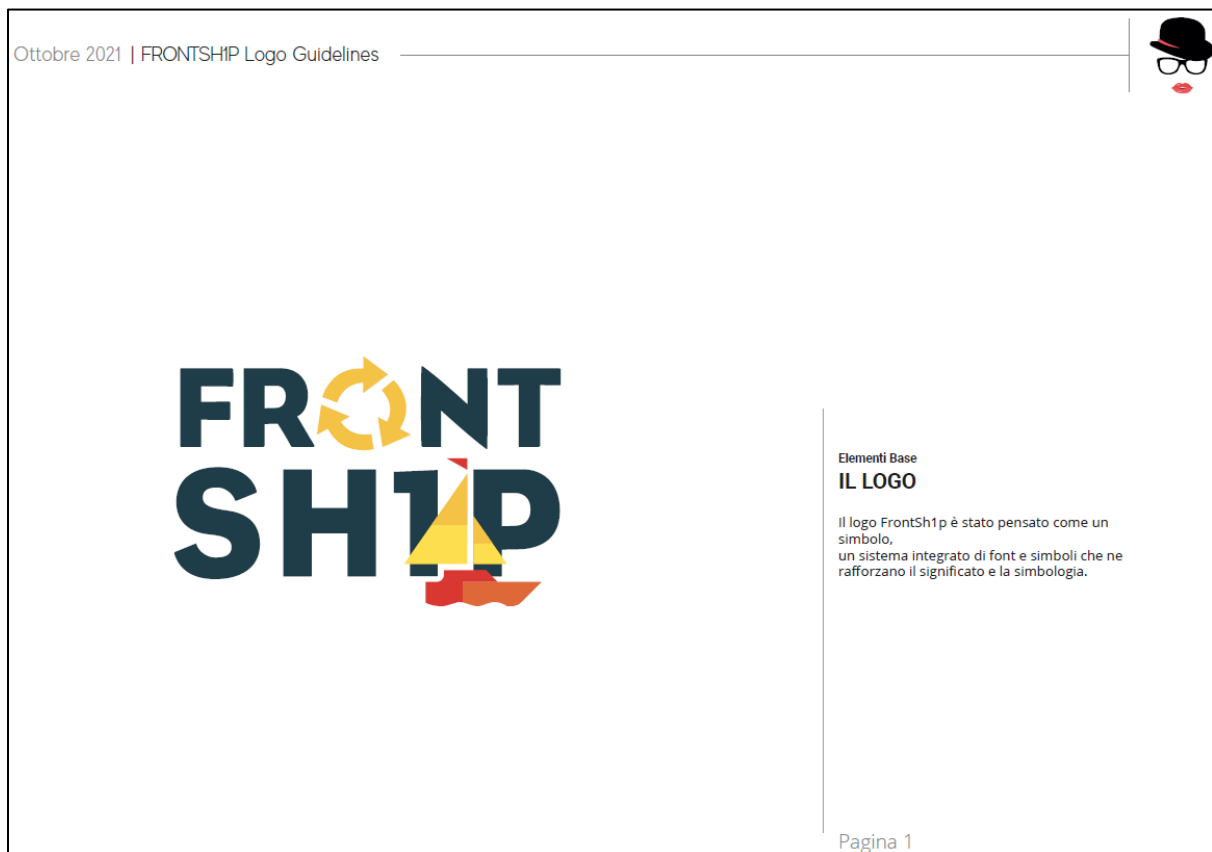 Ottobre 2021 | FRONTSH1P Logo Guidelines
FRONT
SH1P
Elementi Base
IL LOGO
Il logo FrontSh1p è stato pensato come un
simbolo,
un sistema integrato di font e simboli che ne
rafforzano il significato e la simbologia.
Pagina 1